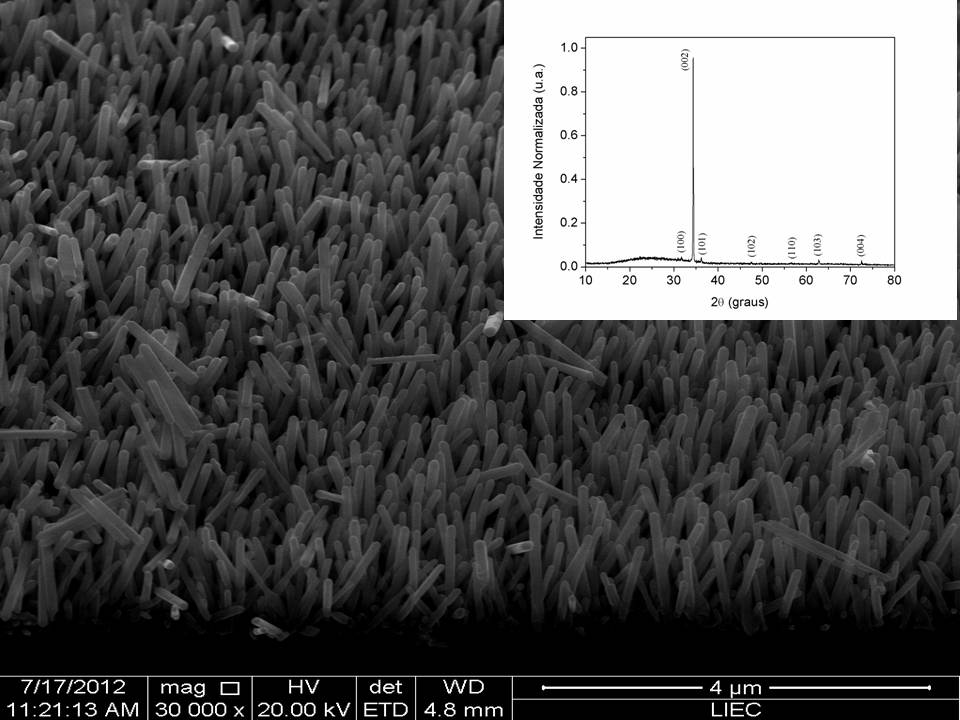 Intensidade Normalizada (u.a.)
1.0
0.8
0.6
0.4
0.2
0.0
(002)
(100)
(101)
(102)
(110)
(103)
(004)
10 20 30 40 50 60 70 80
2θ (graus)
7/17/2012 mag HV det WD 4 µm
11:21:13 AM 30 000 x 20.00 kV ETD 4.8 mm LIEC